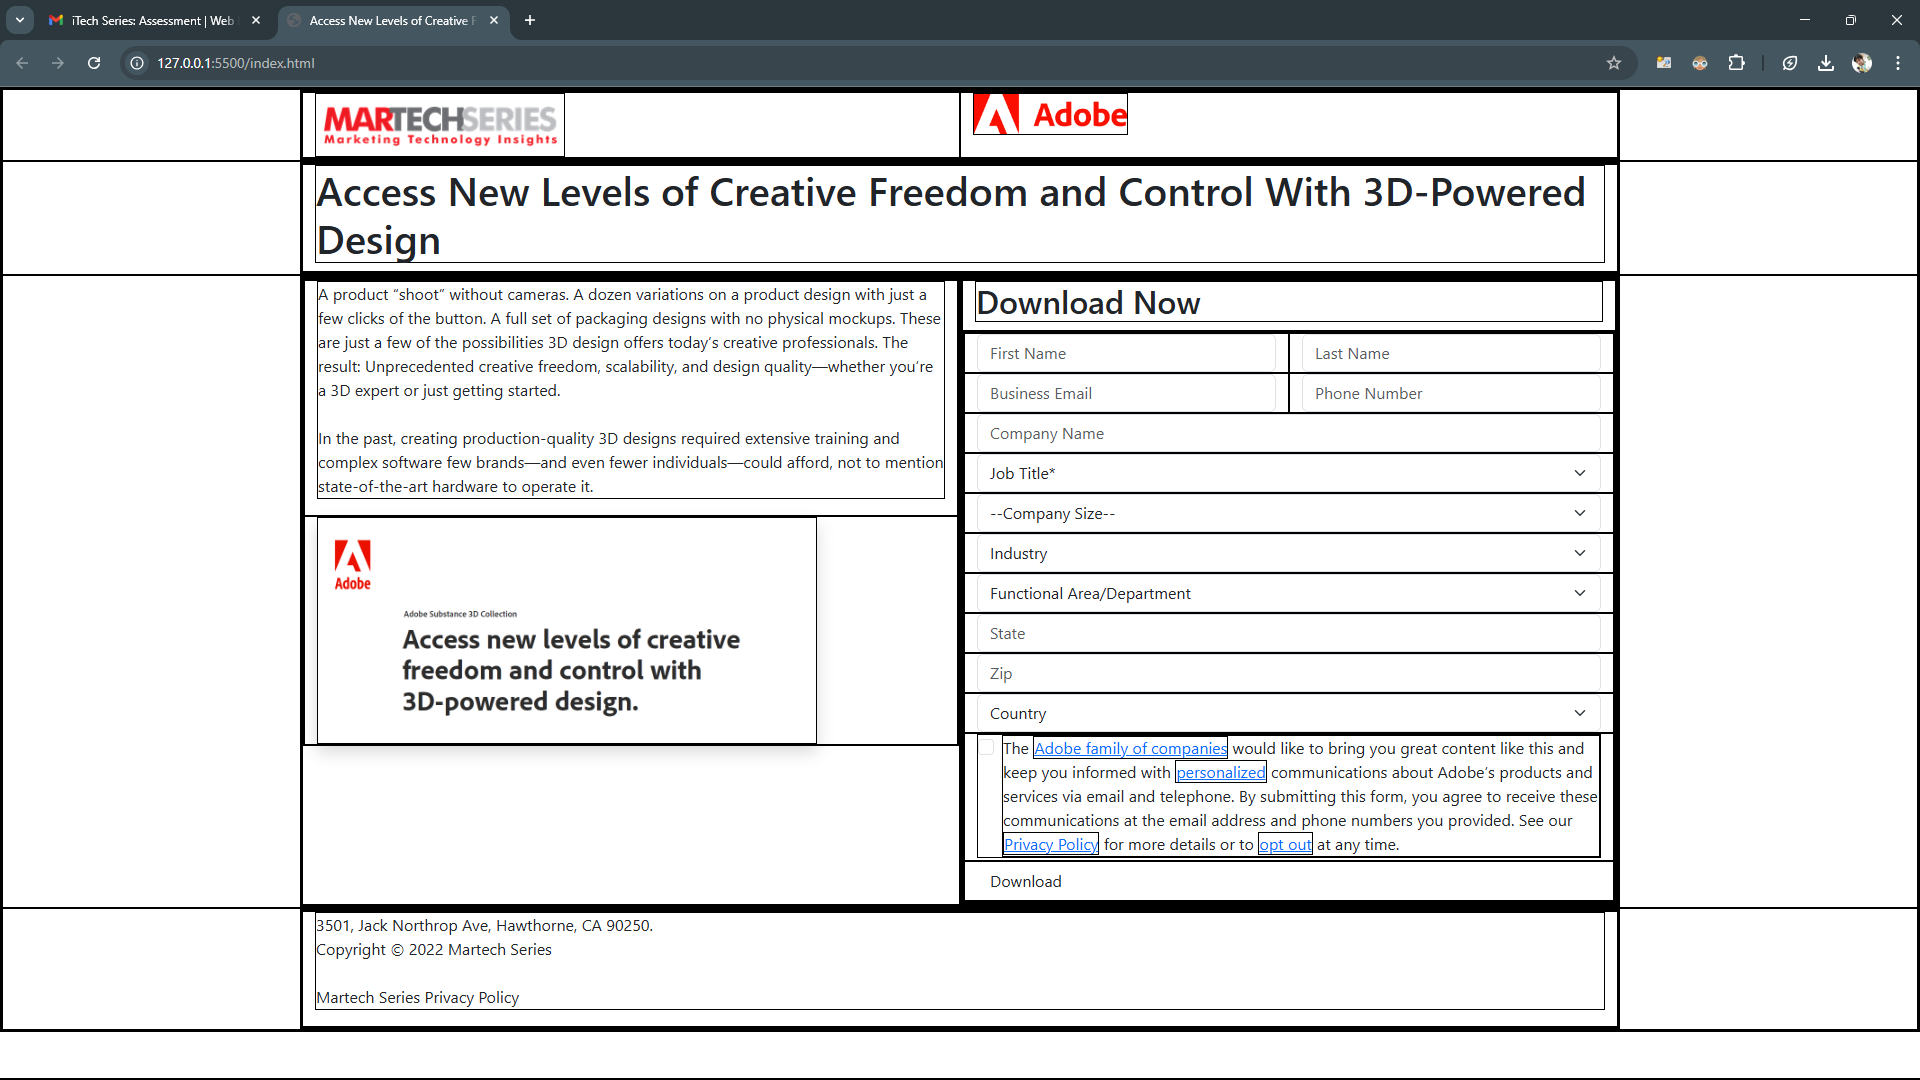 iTech Series: Assessment | Web
Access New Levels of Creative F
127.0.0.1:5500/index.html
MARTECHSERIES
Marketing Technology Insights
Adobe
Access New Levels of Creative Freedom and Control With 3D-Powered
Design
A product “shoot” without cameras. A dozen variations on a product design with just a
few clicks of the button. A full set of packaging designs with no physical mockups. These
are just a few of the possibilities 3D design offers today’s creative professionals. The
result: Unprecedented creative freedom, scalability, and design quality—whether you’re
a 3D expert or just getting started.
In the past, creating production-quality 3D designs required extensive training and
complex software few brands—and even fewer individuals—could afford, not to mention
state-of-the-art hardware to operate it.
Adobe
Adobe Substance 3D Collection
Access new levels of creative
freedom and control with
3D-powered design.
Download Now
First Name
Last Name
Business Email
Phone Number
Company Name
Job Title*
--Company Size--
Industry
Functional Area/Department
State
Zip
Country
The Adobe family of companies would like to bring you great content like this and
keep you informed with personalized communications about Adobe’s products and
services via email and telephone. By submitting this form, you agree to receive these
communications at the email address and phone numbers you provided. See our
Privacy Policy for more details or to opt out at any time.
Download
3501, Jack Northrop Ave, Hawthorne, CA 90250.
Copyright © 2022 Martech Series
Martech Series Privacy Policy